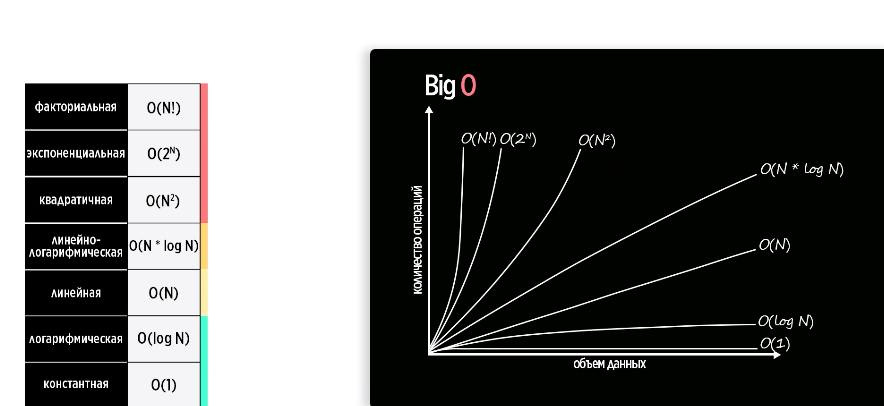 факториальная O(N!)
экспоненциальная O(2ᴺ)
квадратичная O(N²)
линейно-
логарифмическая O(N * log N)
линейная O(N)
логарифмическая O(log N)
константная O(1)
Big O
O(N!) O(2ᴺ) O(N²)
O(N * log N)
O(N)
O(log N)
O(1)
количество операций
объем данных